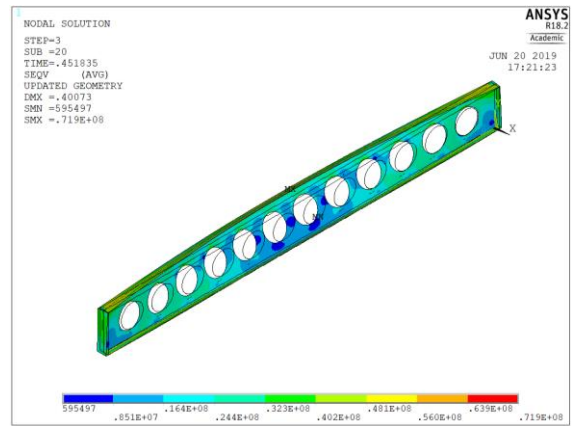 1
NODAL SOLUTION
STEP=3
SUB =20
TIME=.451835
SEQV (AVG)
UPDATED GEOMETRY
DMX =.40073
SMN =595497
SMX =.719E+08
ANSYS
R18.2
Academic
JUN 20 2019
17:21:23
X
MX
MN
595497 .164E+08 .323E+08 .481E+08 .639E+08
.851E+07 .244E+08 .402E+08 .560E+08 .719E+08